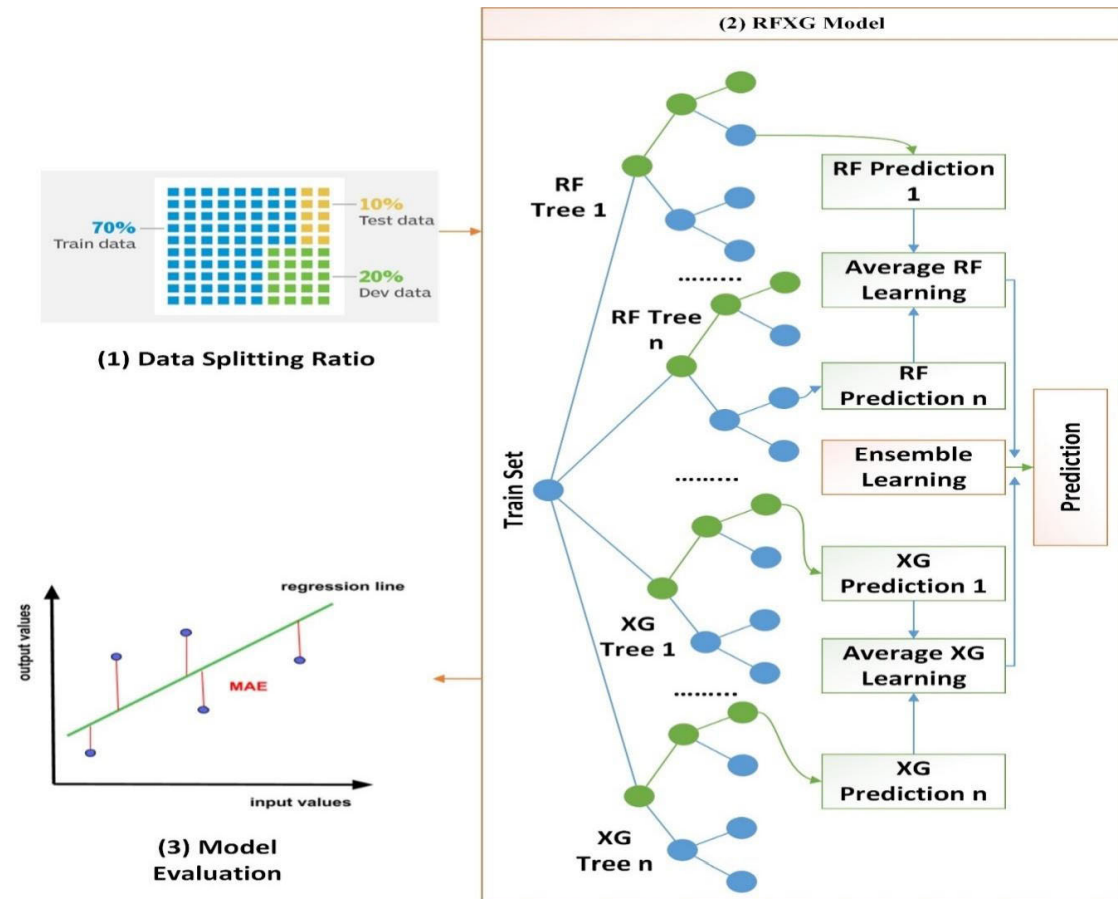 (2) RFXG Model
70%
Train data
10%
Test data
20%
Dev data
(1) Data Splitting Ratio
Train Set
RF
Tree 1
.........
RF Tree
n
.........
XG
Tree 1
.........
XG
Tree n
RF Prediction
1
Average RF
Learning
RF
Prediction n
Ensemble
Learning
XG
Prediction 1
Average XG
Learning
XG
Prediction n
Prediction
output values
regression line
MAE
input values
(3) Model
Evaluation